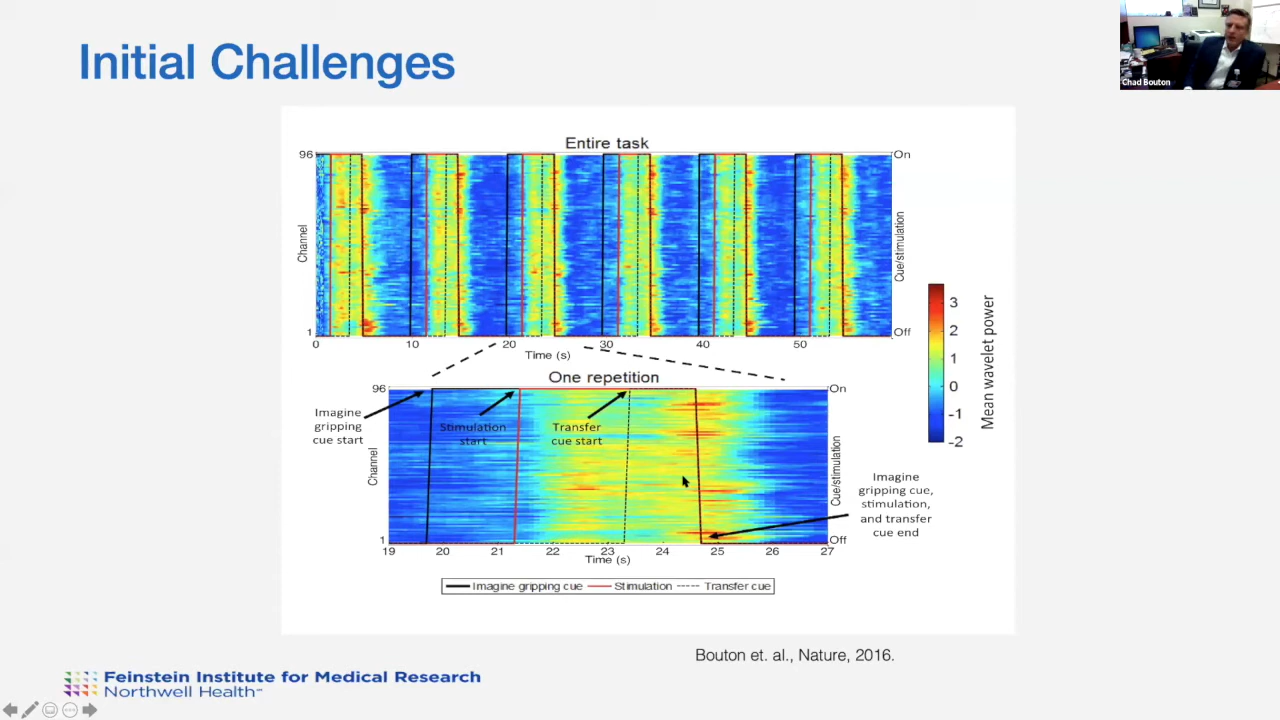 Initial Challenges
Chad Bouton
Entire task
96
On
Channel
Cue/stimulation
1
Off
0
10
20
30
40
50
Time (s)
One repetition
96
On
Imagine
gripping
cue start
Stimulation
start
Transfer
cue start
Channel
Cue/stimulation
1
Off
19
20
21
22
23
24
25
26
27
Time (s)
3
2
1
0
-1
-2
Mean wavelet power
Imagine
gripping cue,
stimulation,
and transfer
cue end
Imagine gripping cue
Stimulation
Transfer cue
Bouton et. al., Nature, 2016.
Feinstein Institute for Medical Research
Northwell Health